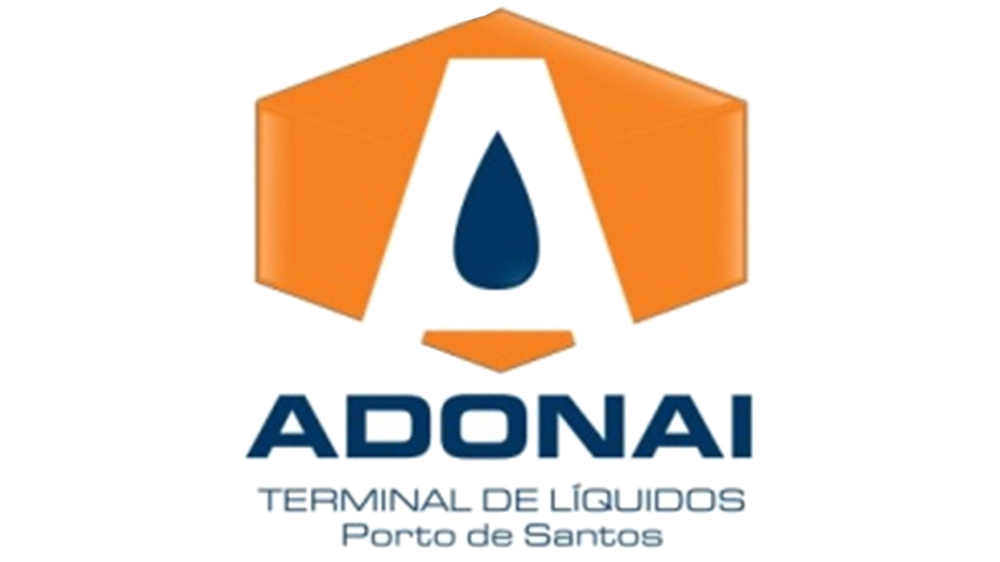 ADONAI
TERMINAL DE LÍQUIDOS
Porto de Santos